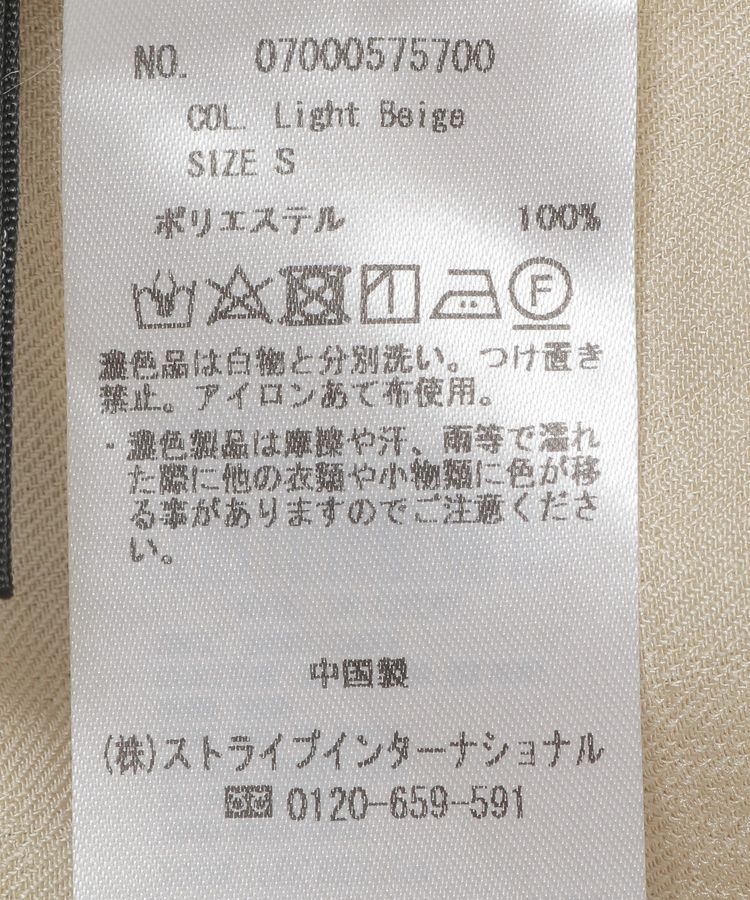 NO. 07000575700
COL. Light Beige
SIZE S
ポリエステル 100%
F
濃色品は白物と分別洗い。つけ置き
禁止。アイロンあて布使用。
・濃色製品は摩擦や汗、雨等で濡れ
た際に他の衣類や小物類に色が移
る事がありますのでご注意くださ
い。
中国製
(株)ストライプインターナショナル
0120-659-591